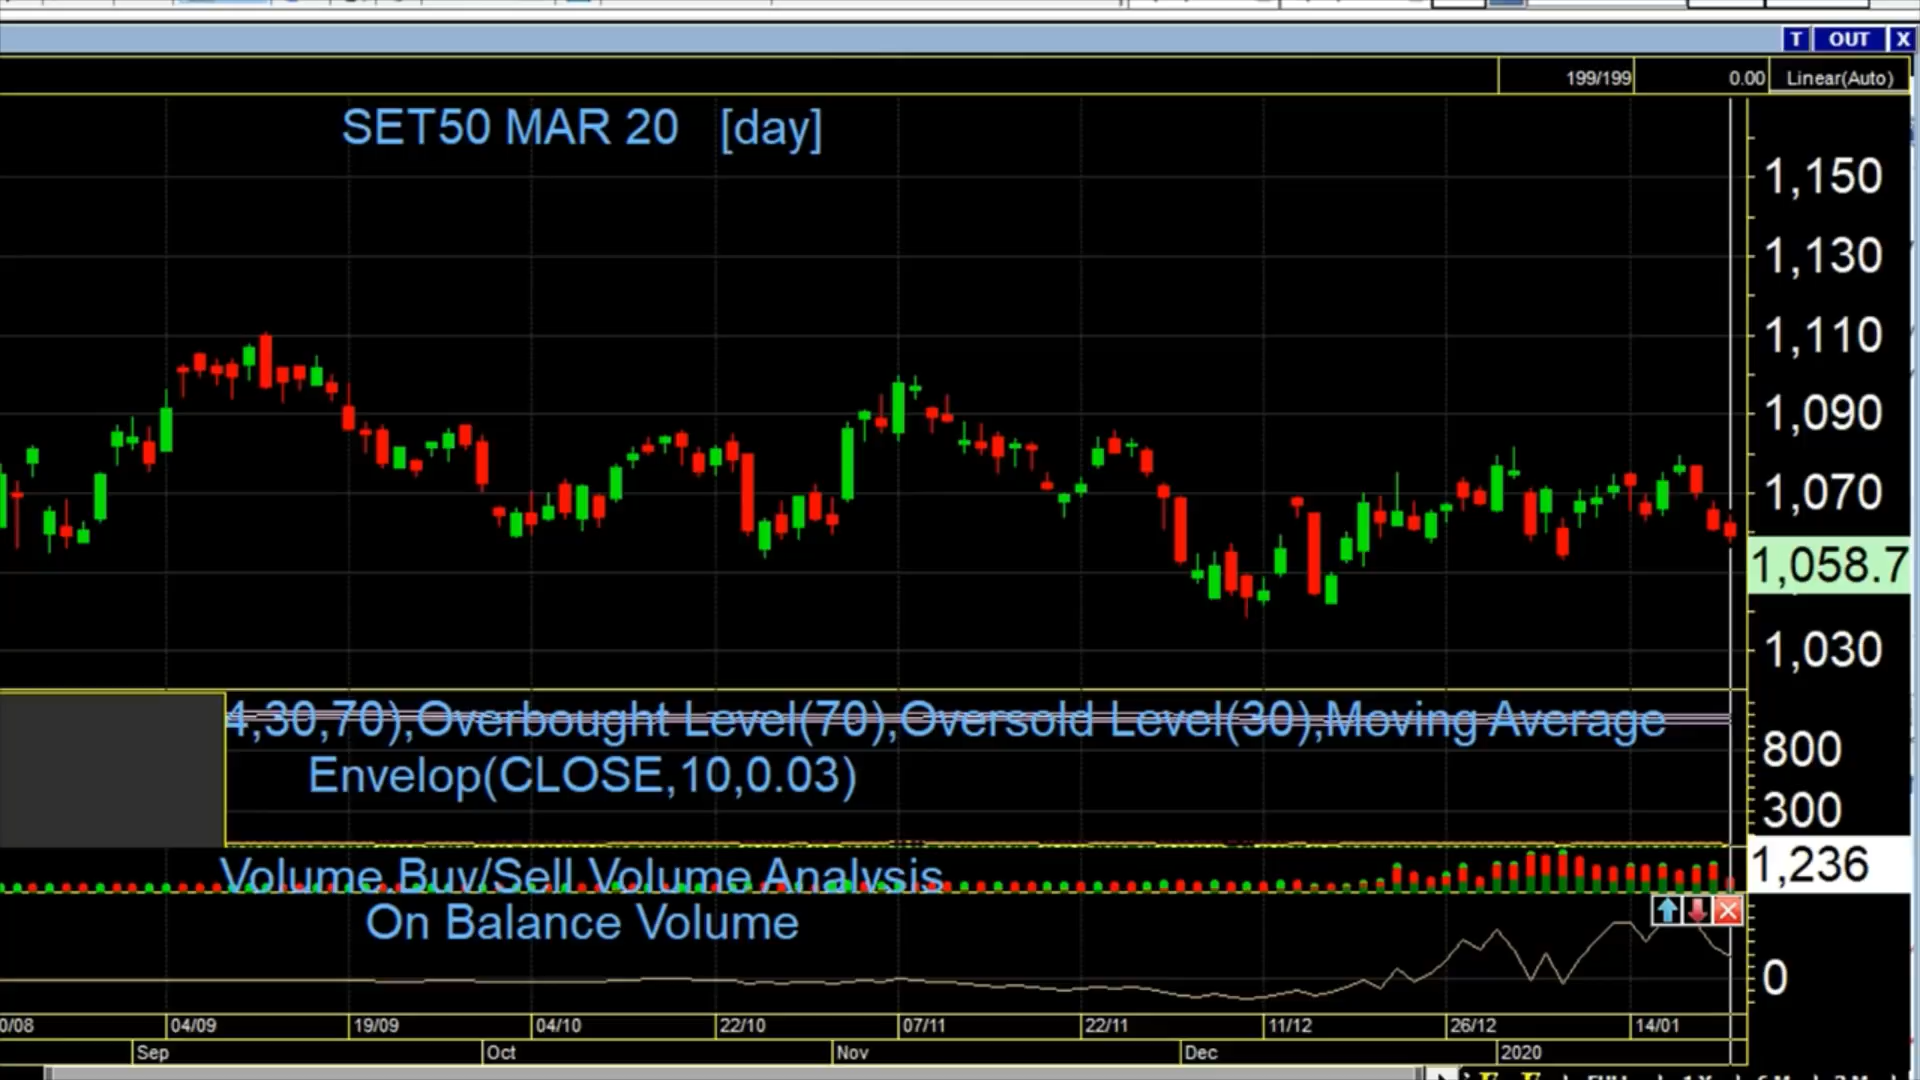 T OUT X
199/199 0.00 Linear(Auto)
SET50 MAR 20 [day]
1,150
1,130
1,110
1,090
1,070
1,058.7
1,030
4,30,70),Overbought Level(70),Oversold Level(30),Moving Average
Envelop(CLOSE,10,0.03)
800
300
Volume Buy/Sell Volume Analysis
1,236
On Balance Volume
0
0/08 04/09 19/09 04/10 22/10 07/11 22/11 11/12 26/12 14/01
Sep Oct Nov Dec 2020